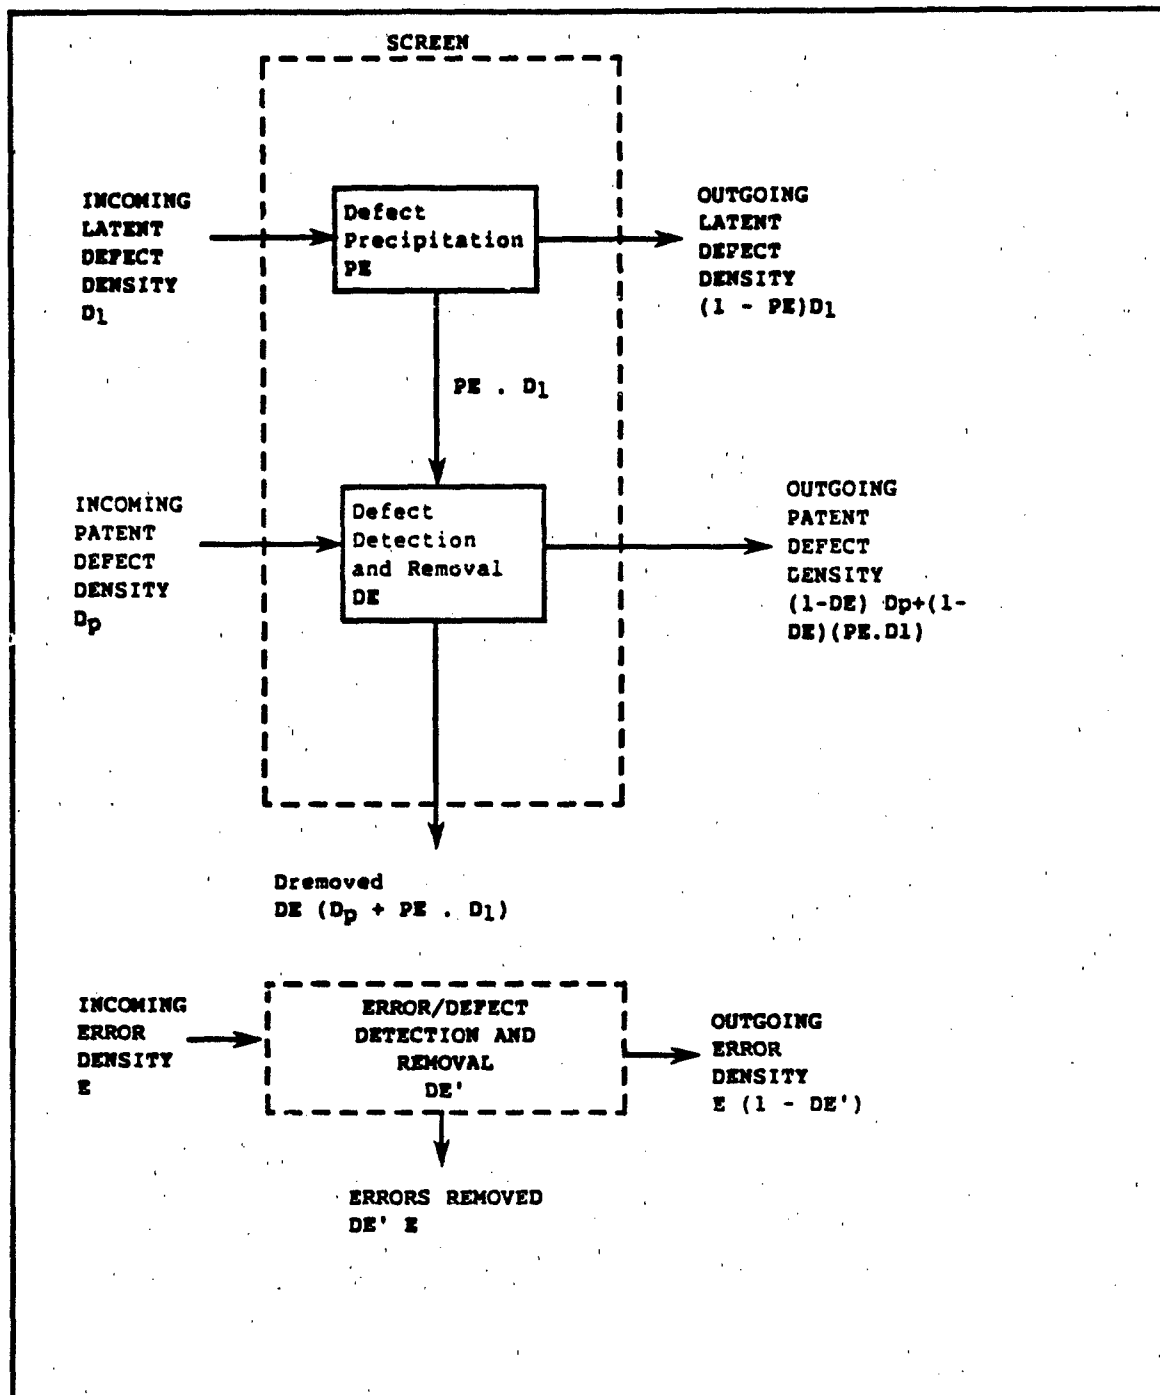 SCREEN
INCOMING
LATENT
DEFECT
DENSITY
D1
Defect
Precipitation
PE
OUTGOING
LATENT
DEFECT
DENSITY
(1 - PE)D1
PE . D1
INCOMING
PATENT
DEFECT
DENSITY
Dp
Defect
Detection
and Removal
DE
OUTGOING
PATENT
DEFECT
DENSITY
(1-DE) Dp+(1-
DE)(PE.D1)
Dremoved
DE (Dp + PE . D1)
INCOMING
ERROR
DENSITY
E
ERROR/DEFECT
DETECTION AND
REMOVAL
DE'
OUTGOING
ERROR
DENSITY
E (1 - DE')
ERRORS REMOVED
DE' E